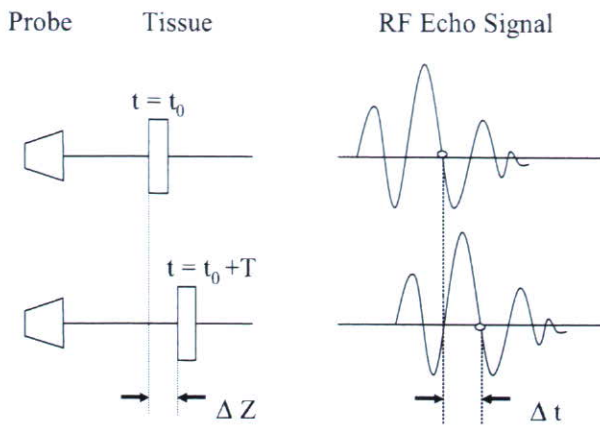 Probe Tissue RF Echo Signal
t = t₀
t = t₀ +T
Δ Z Δ t